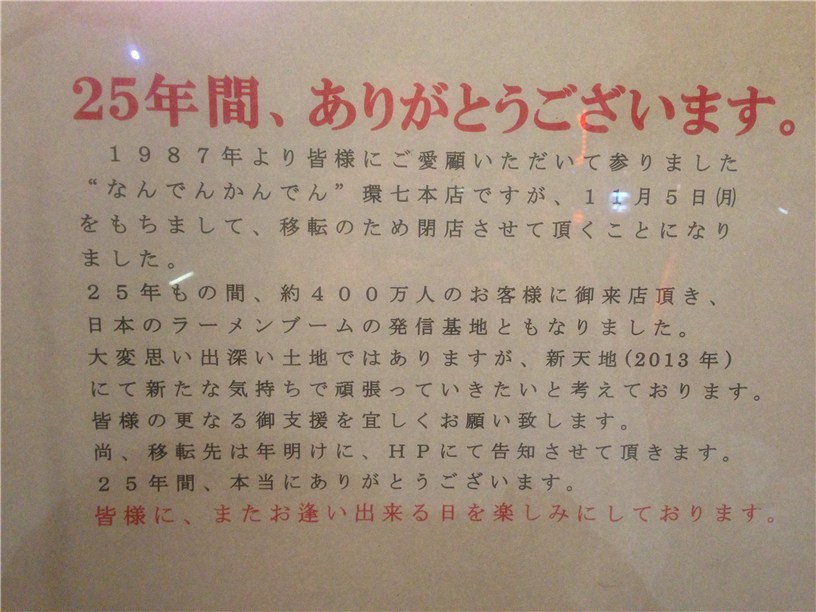 25年間、ありがとうございます。
１９８７年より皆様にご愛顧いただいて参りました
“なんでんかんでん”環七本店ですが、１１月５日㈪
をもちまして、移転のため閉店させて頂くことになり
ました。
２５年もの間、約４００万人のお客様に御来店頂き、
日本のラーメンブームの発信基地ともなりました。
大変思い出深い土地ではありますが、新天地(2013年)
にて新たな気持ちで頑張っていきたいと考えております。
皆様の更なる御支援を宜しくお願い致します。
尚、移転先は年明けに、ＨＰにて告知させて頂きます。
２５年間、本当にありがとうございます。
皆様に、またお逢い出来る日を楽しみにしております。